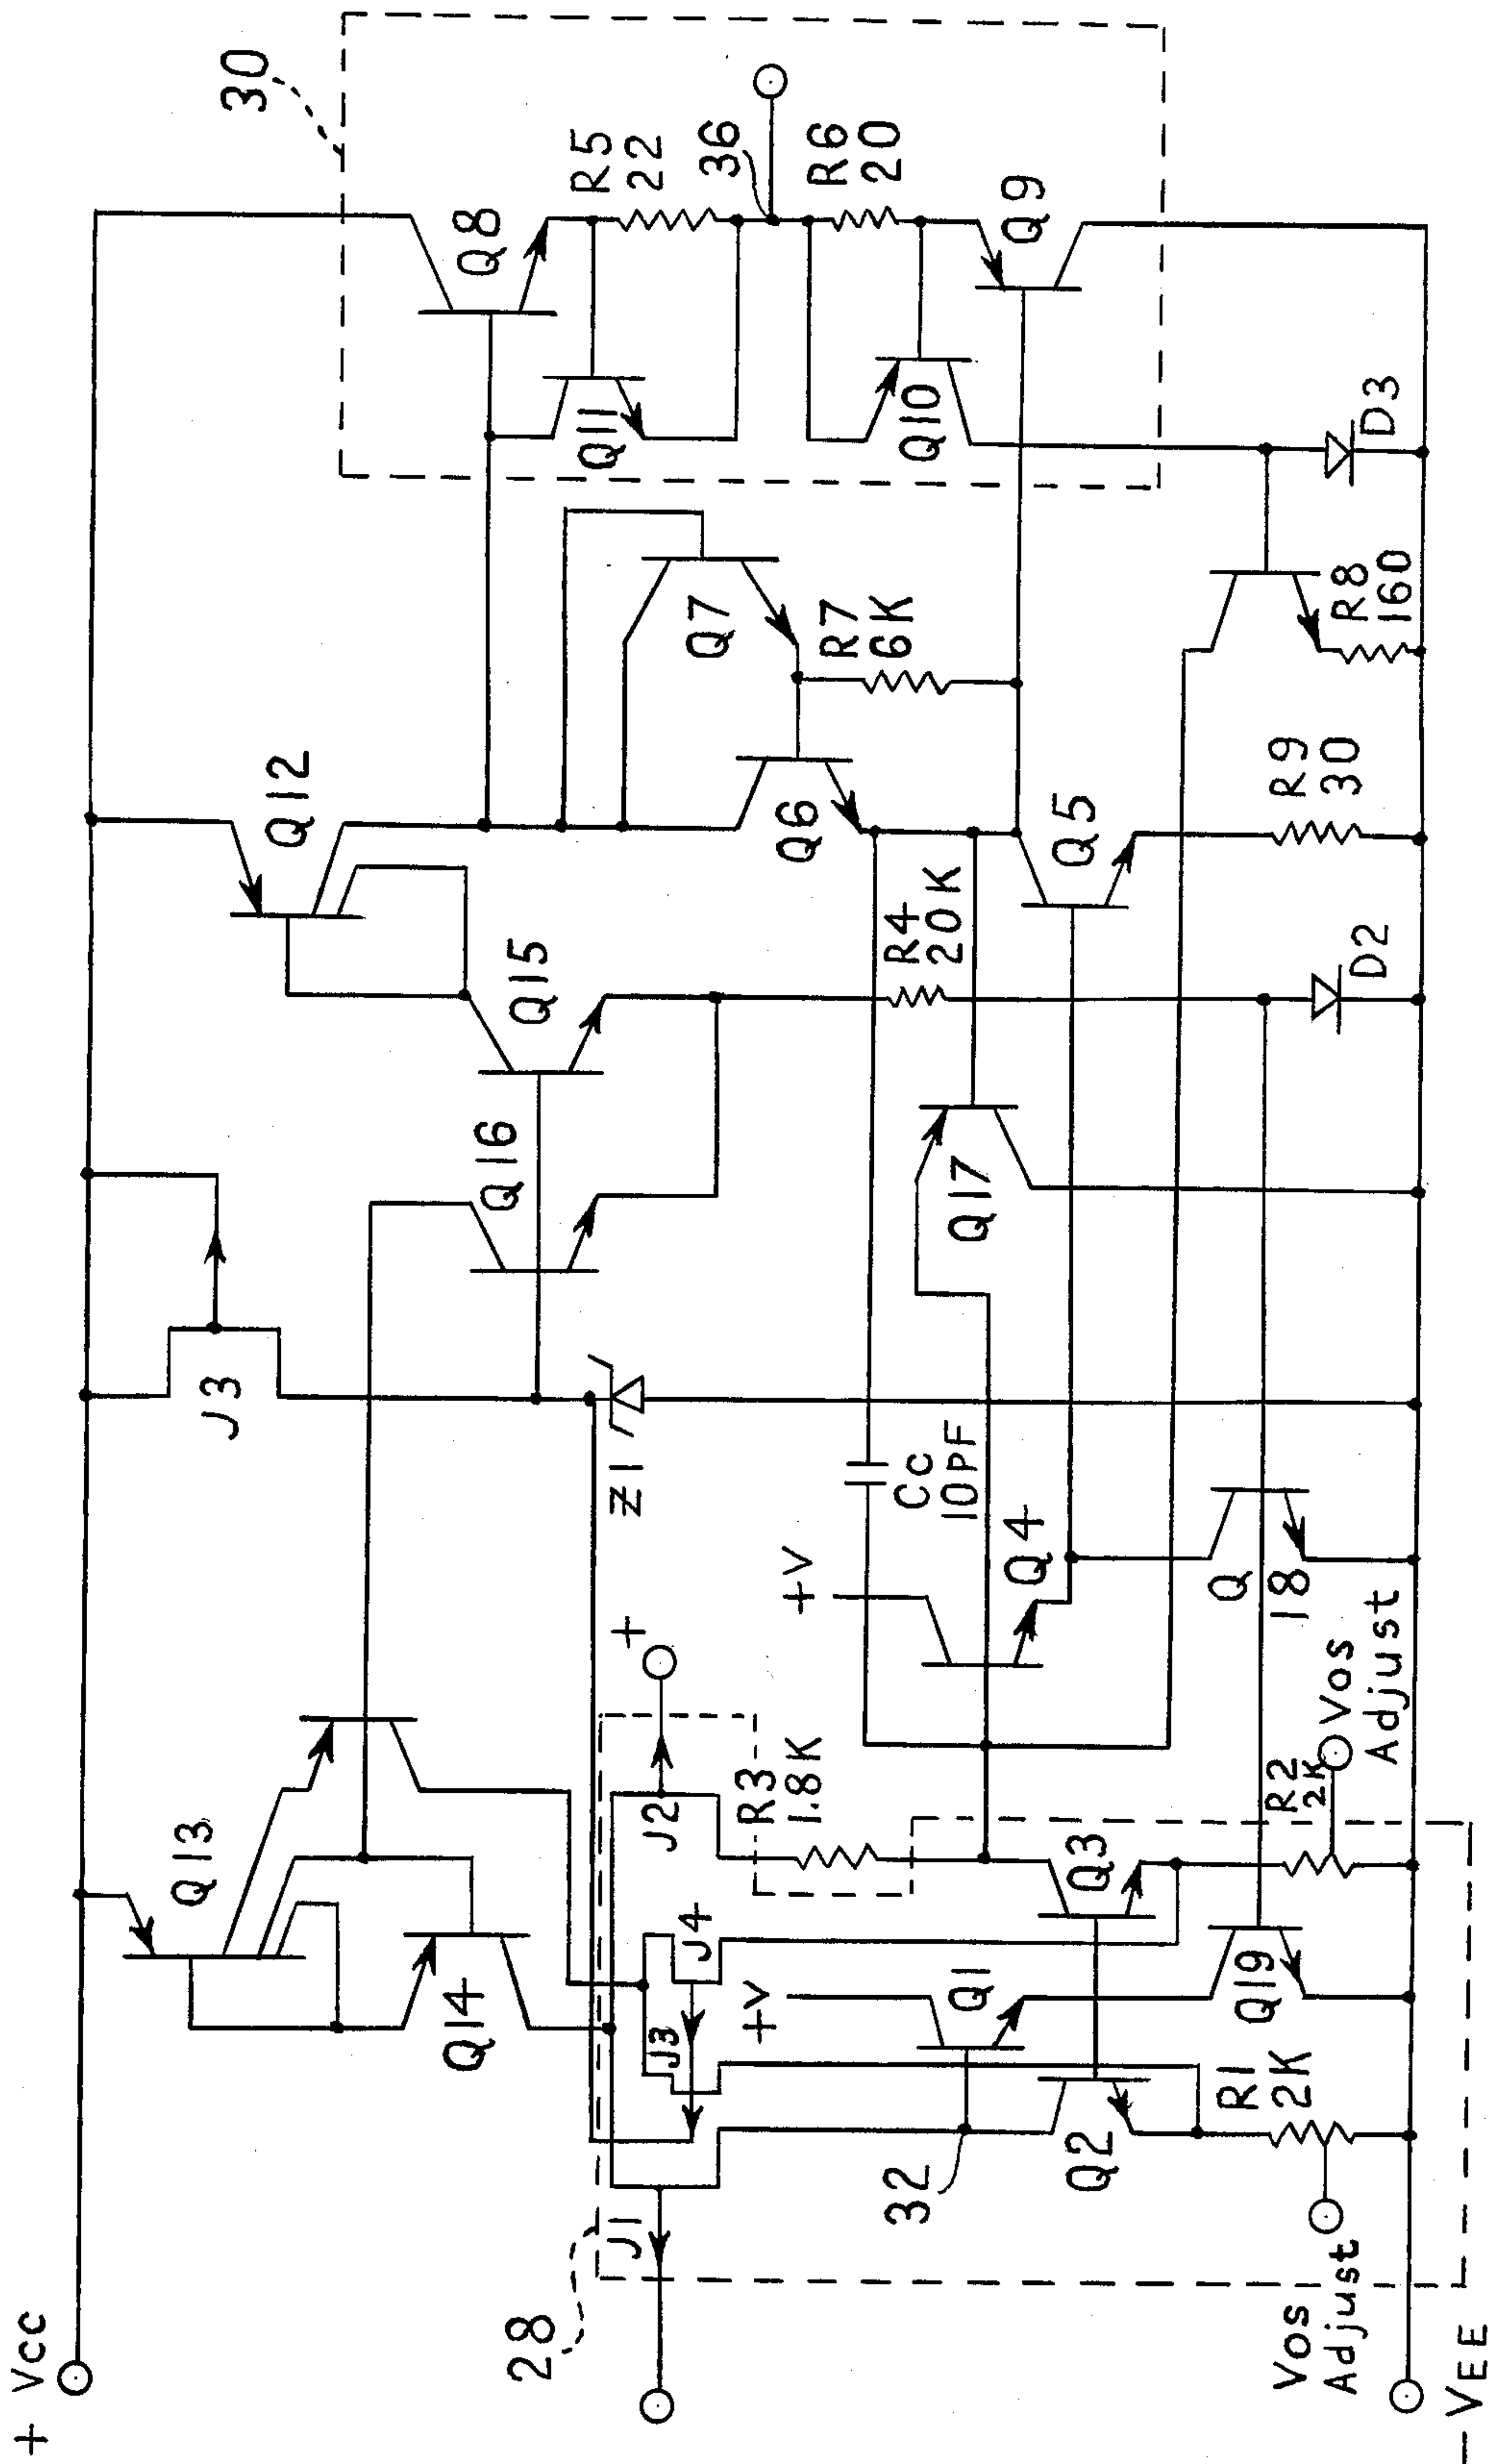 + Vcc
30
Q8
R5
22
36
R6
20
Q9
Q11
Q10
D3
Q7
R7
6K
R8
160
Q12
Q6
Q5
R9
30
Q15
R4
20K
D2
Q16
Q17
J3
Z1
Cc
10PF
+V
Q4
Q
18
+
Vos
Adjust
Q13
J2
R3
1.8K
R2
2K
Q3
Q14
J4
J3
+V
Q1
Q19
32
Q2
R1
2K
28
J1
Vos
Adjust
- VEE